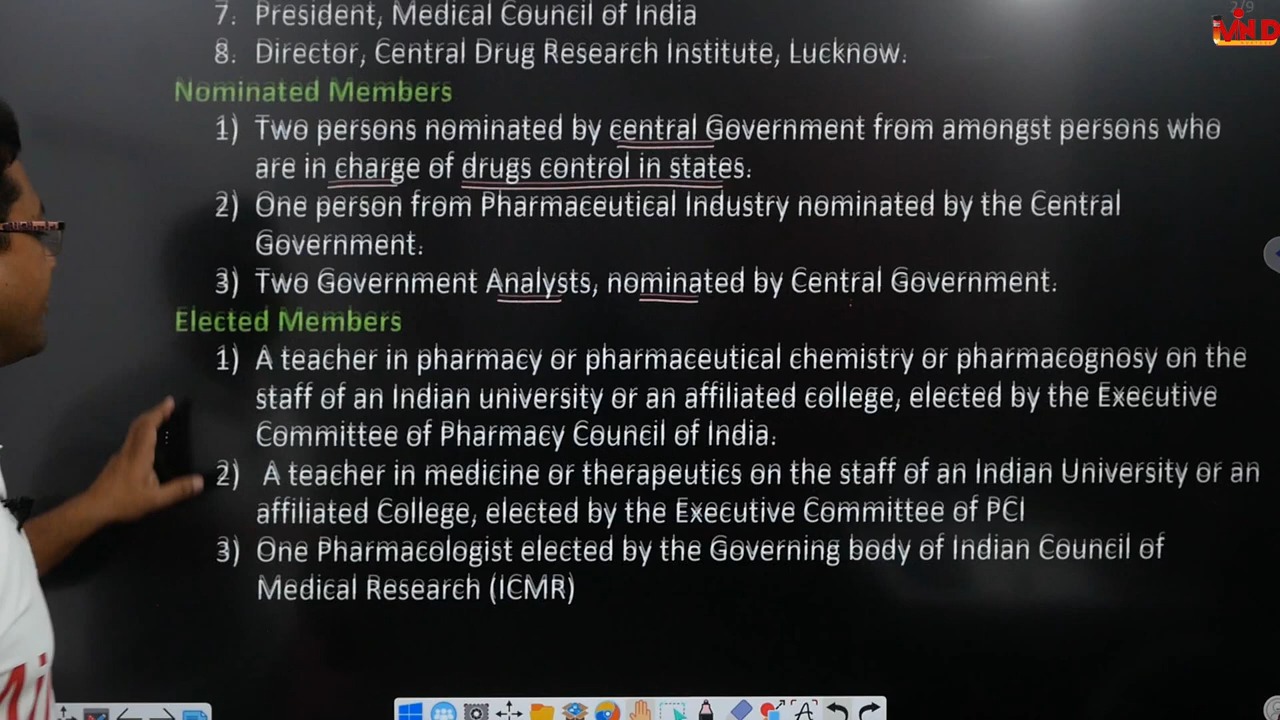 2/9
MND
7. President, Medical Council of India
8. Director, Central Drug Research Institute, Lucknow.
Nominated Members
1) Two persons nominated by central Government from amongst persons who
are in charge of drugs control in states.
2) One person from Pharmaceutical Industry nominated by the Central
Government.
3) Two Government Analysts, nominated by Central Government.
Elected Members
1) A teacher in pharmacy or pharmaceutical chemistry or pharmacognosy on the
staff of an Indian university or an affiliated college, elected by the Executive
Committee of Pharmacy Council of India.
2) A teacher in medicine or therapeutics on the staff of an Indian University or an
affiliated College, elected by the Executive Committee of PCI
3) One Pharmacologist elected by the Governing body of Indian Council of
Medical Research (ICMR)